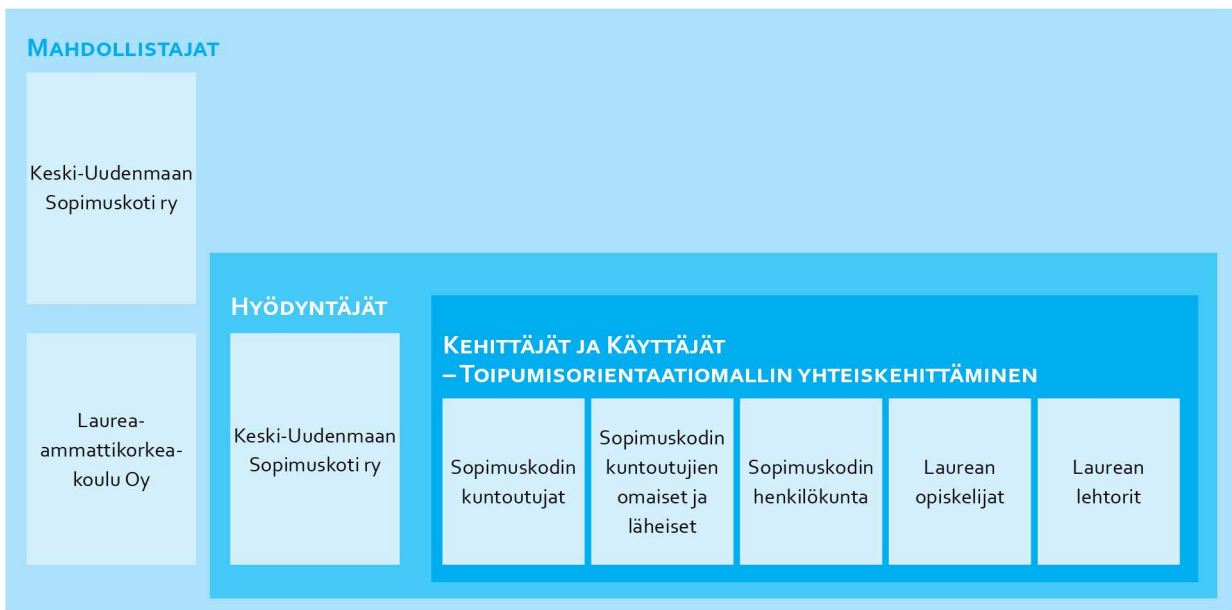 Mahdollistajat
Keski-Uudenmaan
Sopimuskoti ry
Laurea-
ammattikorkea-
koulu Oy
Hyödyntäjät
Keski-Uudenmaan
Sopimuskoti ry
Kehittäjät ja Käyttäjät
– Toipumisorientaatiomallin yhteiskehittäminen
Sopimuskodin
kuntoutujat
Sopimuskodin
kuntoutujien
omaiset ja
läheiset
Sopimuskodin
henkilökunta
Laurean
opiskelijat
Laurean
lehtorit